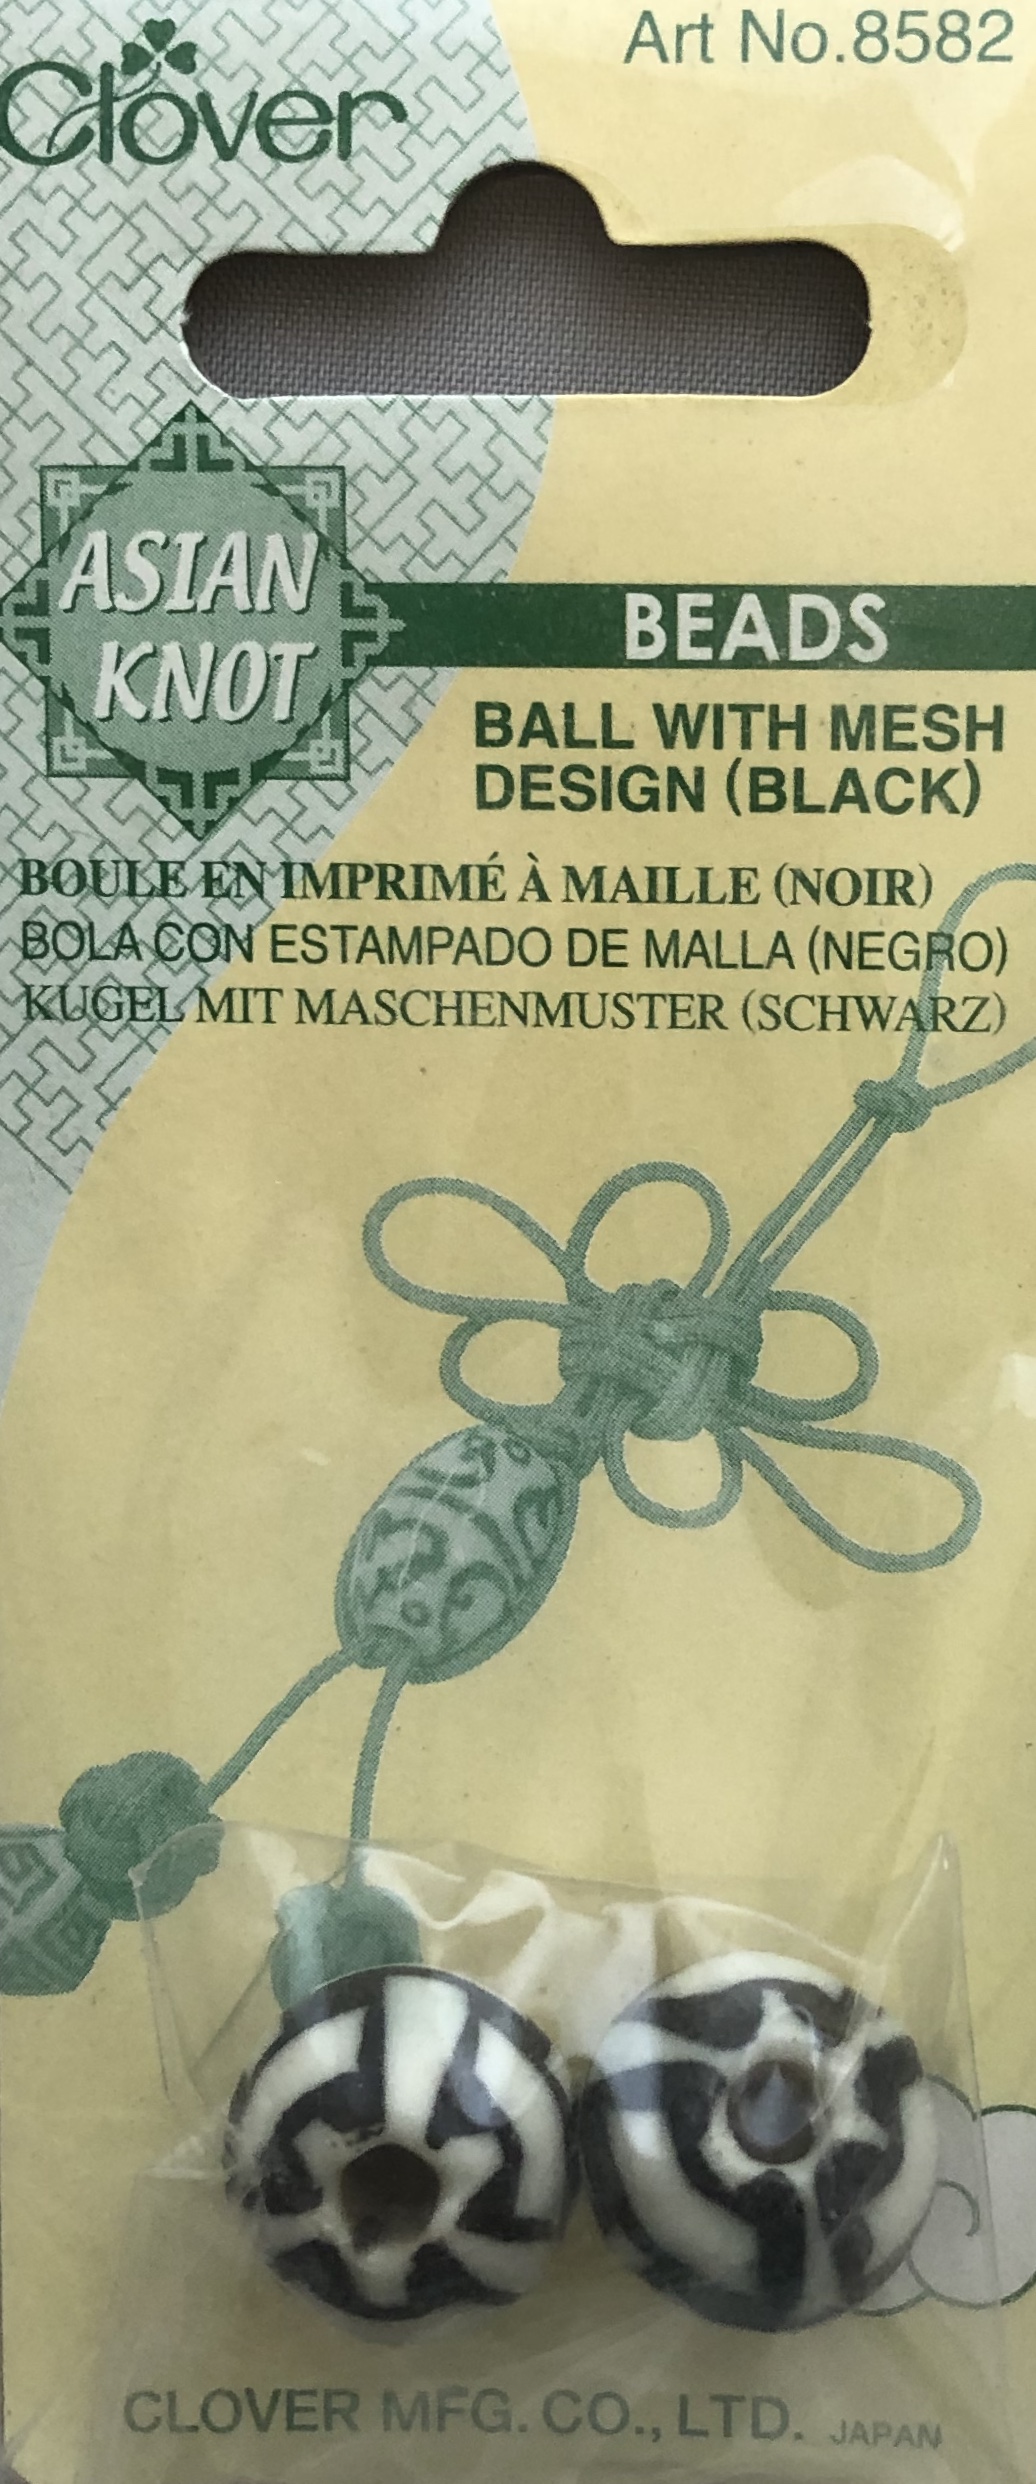 Clover
Art No.8582
ASIAN
KNOT
BEADS
BALL WITH MESH
DESIGN (BLACK)
BOULE EN IMPRIMÉ À MAILLE (NOIR)
BOLA CON ESTAMPADO DE MALLA (NEGRO)
KUGEL MIT MASCHENMUSTER (SCHWARZ)
CLOVER MFG. CO., LTD. JAPAN